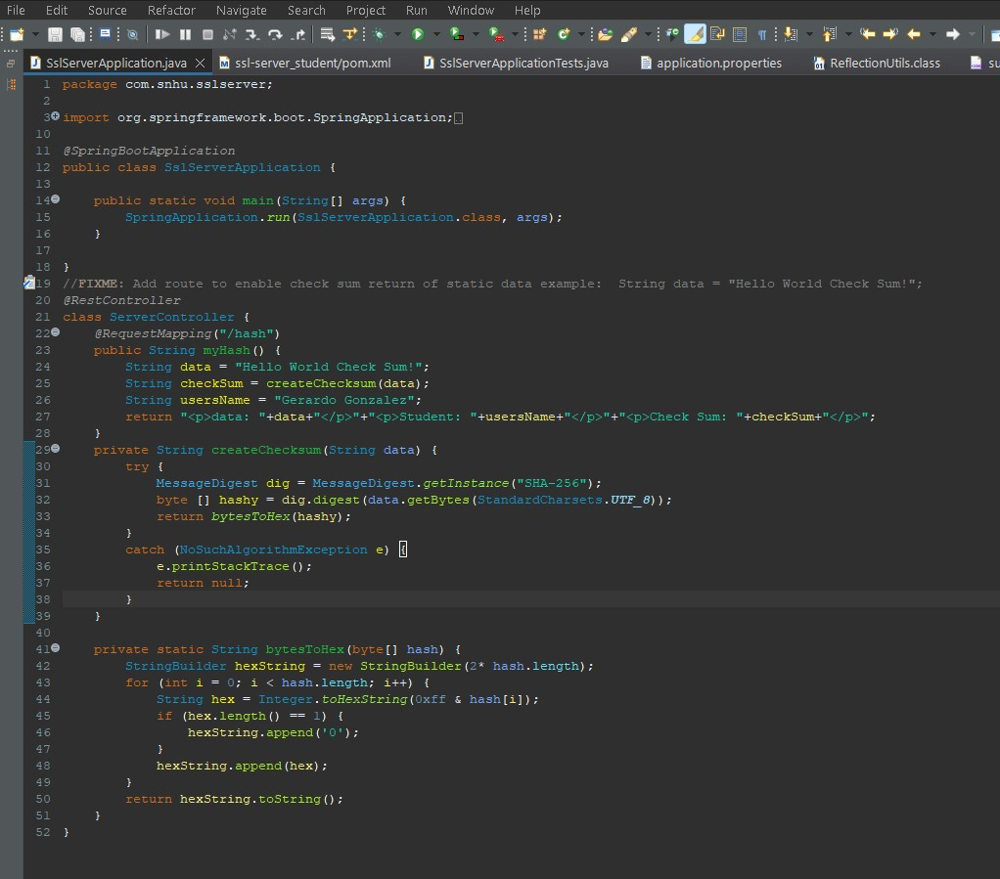 File Edit Source Refactor Navigate Search Project Run Window Help
SslServerApplication.java ssl-server_student/pom.xml SslServerApplicationTests.java application.properties ReflectionUtils.class su
1 package com.snhu.sslserver;
2
3 import org.springframework.boot.SpringApplication;
10
11 @SpringBootApplication
12 public class SslServerApplication {
13
14     public static void main(String[] args) {
15         SpringApplication.run(SslServerApplication.class, args);
16     }
17
18 }
19 //FIXME: Add route to enable check sum return of static data example:  String data = "Hello World Check Sum!";
20 @RestController
21 class ServerController {
22     @RequestMapping("/hash")
23     public String myHash() {
24         String data = "Hello World Check Sum!";
25         String checkSum = createChecksum(data);
26         String usersName = "Gerardo Gonzalez";
27         return "<p>data: "+data+"</p>"+"<p>Student: "+usersName+"</p>"+"<p>Check Sum: "+checkSum+"</p>";
28     }
29     private String createChecksum(String data) {
30         try {
31             MessageDigest dig = MessageDigest.getInstance("SHA-256");
32             byte [] hashy = dig.digest(data.getBytes(StandardCharsets.UTF_8));
33             return bytesToHex(hashy);
34         }
35         catch (NoSuchAlgorithmException e) {
36             e.printStackTrace();
37             return null;
38         }
39     }
40
41     private static String bytesToHex(byte[] hash) {
42         StringBuilder hexString = new StringBuilder(2* hash.length);
43         for (int i = 0; i < hash.length; i++) {
44             String hex = Integer.toHexString(0xff & hash[i]);
45             if (hex.length() == 1) {
46                 hexString.append('0');
47             }
48             hexString.append(hex);
49         }
50         return hexString.toString();
51     }
52 }